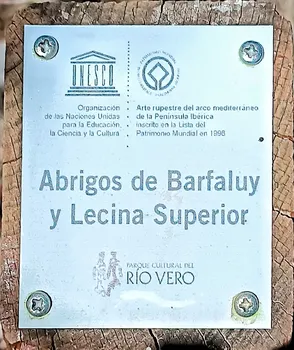 UNESCO
Organización
de las Naciones Unidas
para la Educación,
la Ciencia y la Cultura
Arte rupestre del arco mediterráneo
de la Península Ibérica
inscrito en la Lista del
Patrimonio Mundial en 1998
Abrigos de Barfaluy
y Lecina Superior
PARQUE CULTURAL DEL
RÍO VERO